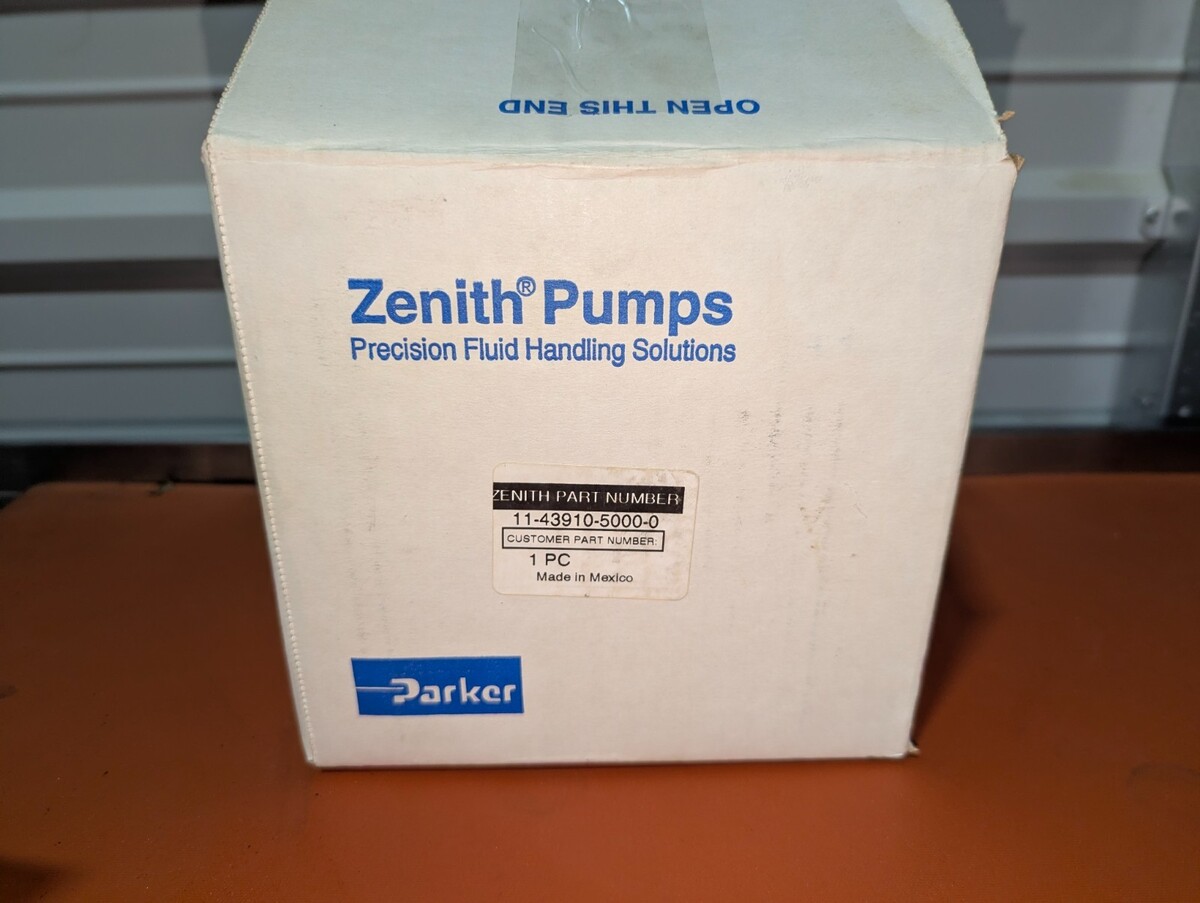 OPEN THIS END
Zenith® Pumps
Precision Fluid Handling Solutions
ZENITH PART NUMBER
11-43910-5000-0
CUSTOMER PART NUMBER:
1 PC
Made in Mexico
Parker